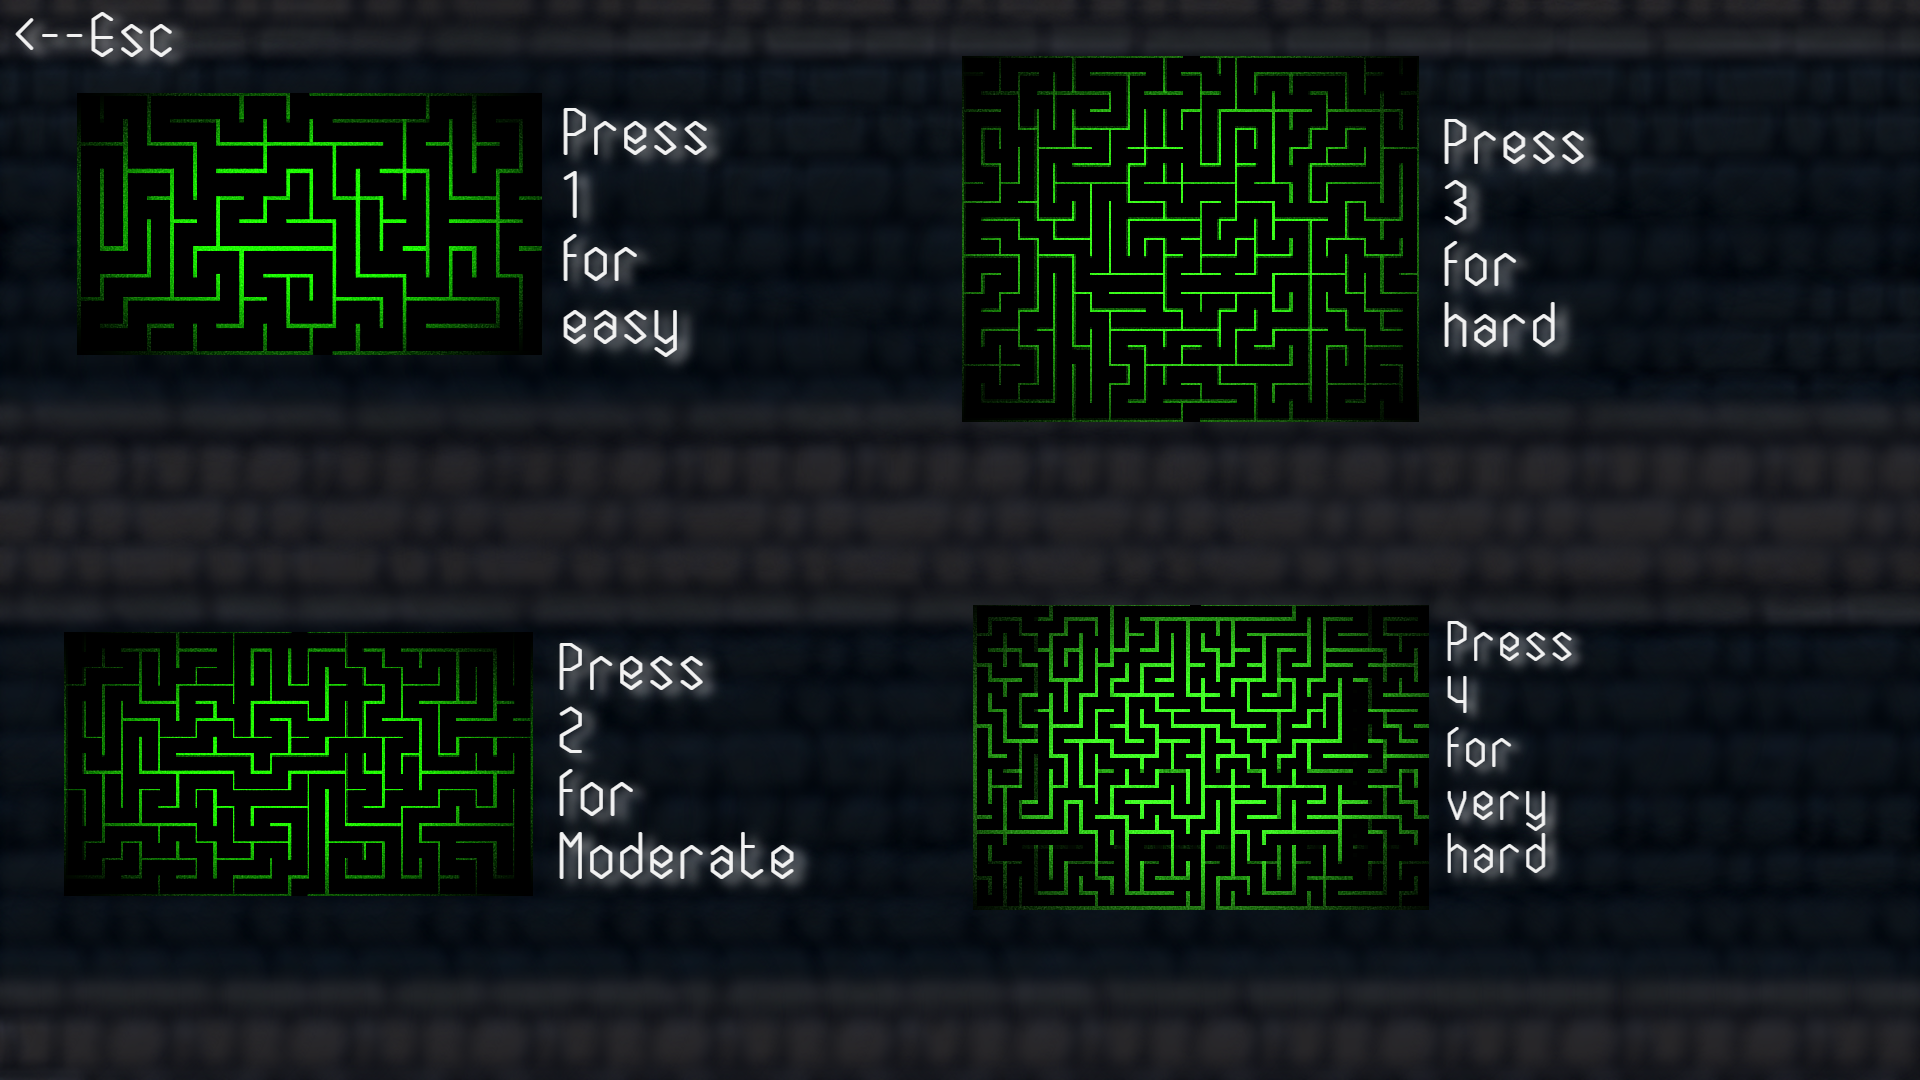 <--Esc
Press
1
for
easy
Press
3
for
hard
Press
2
for
Moderate
Press
4
for
very
hard